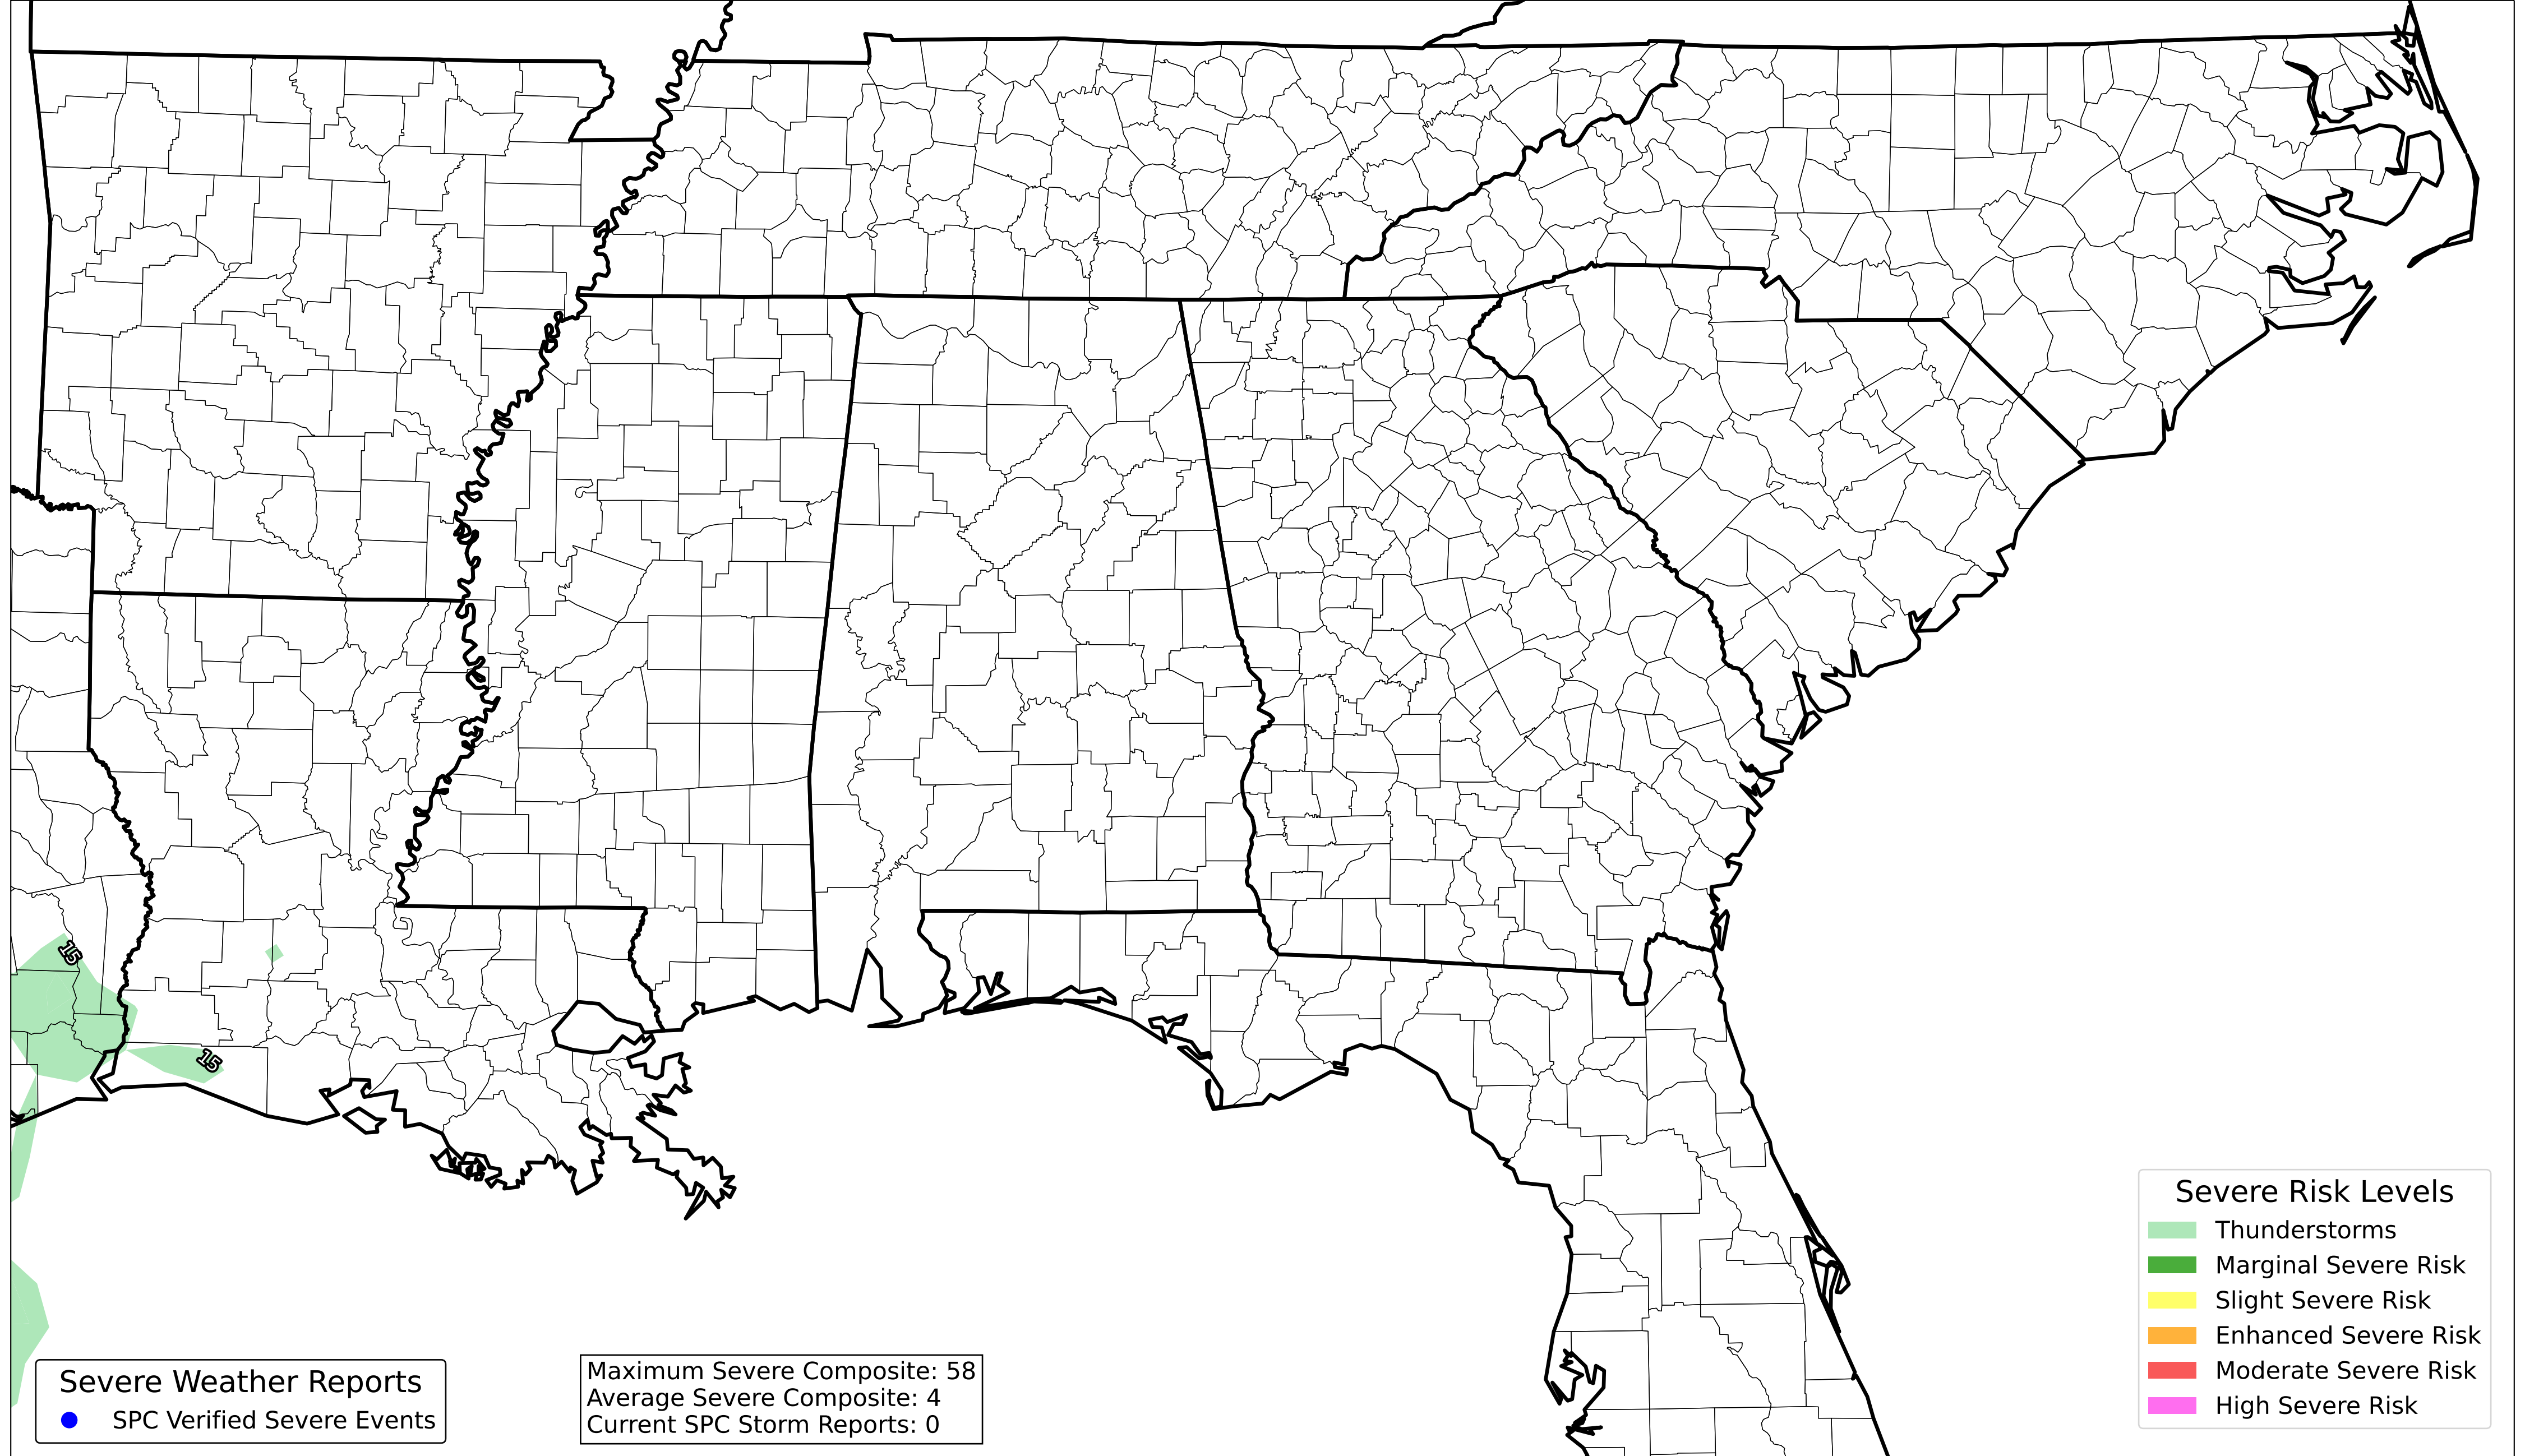 15
15
Severe Risk Levels
Thunderstorms
Marginal Severe Risk
Slight Severe Risk
Enhanced Severe Risk
Moderate Severe Risk
High Severe Risk
Severe Weather Reports
SPC Verified Severe Events
Maximum Severe Composite: 58
Average Severe Composite: 4
Current SPC Storm Reports: 0